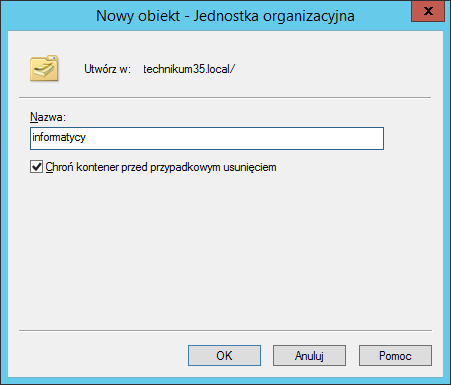 Nowy obiekt - Jednostka organizacyjna
x
Utwórz w: technikum35.local/
Nazwa:
informatycy
Chroń kontener przed przypadkowym usunięciem
OK Anuluj Pomoc